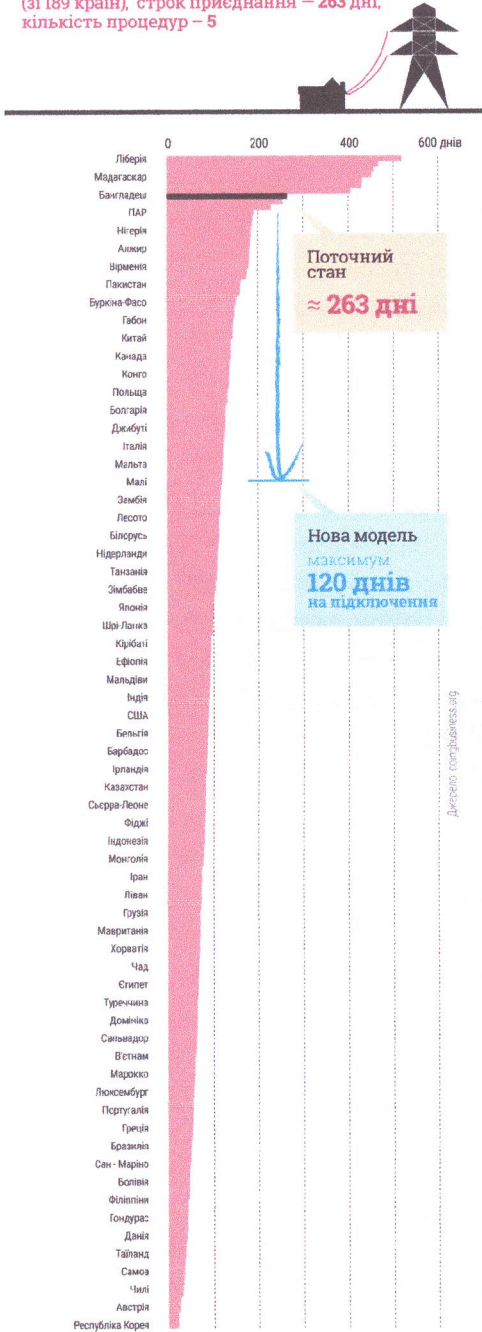 (зі 189 країн), строк приєднання – 263 дні,
кількість процедур – 5
0 200 400 600 днів
Ліберія
Мадагаскар
Бангладеш
ПАР
Нігерія
Алжир
Вірменія
Пакистан
Буркіна-Фасо
Габон
Китай
Канада
Конго
Польща
Болгарія
Джибуті
Італія
Мальта
Малі
Замбія
Лесото
Білорусь
Нідерланди
Танзанія
Зімбабве
Японія
Шрі-Ланка
Кірібаті
Ефіопія
Мальдіви
Індія
США
Бельгія
Барбадос
Ірландія
Казахстан
Сьєрра-Леоне
Фіджі
Індонезія
Монголія
Іран
Ліван
Грузія
Мавританія
Хорватія
Чад
Єгипет
Туреччина
Домініка
Сальвадор
В'єтнам
Марокко
Люксембург
Португалія
Греція
Бразилія
Сан - Маріно
Болівія
Філіппіни
Гондурас
Данія
Таїланд
Самоа
Чилі
Австрія
Республіка Корея
Поточний
стан
≈ 263 дні
Нова модель
максимум
120 днів
на підключення
Джерело: doingbusiness.org